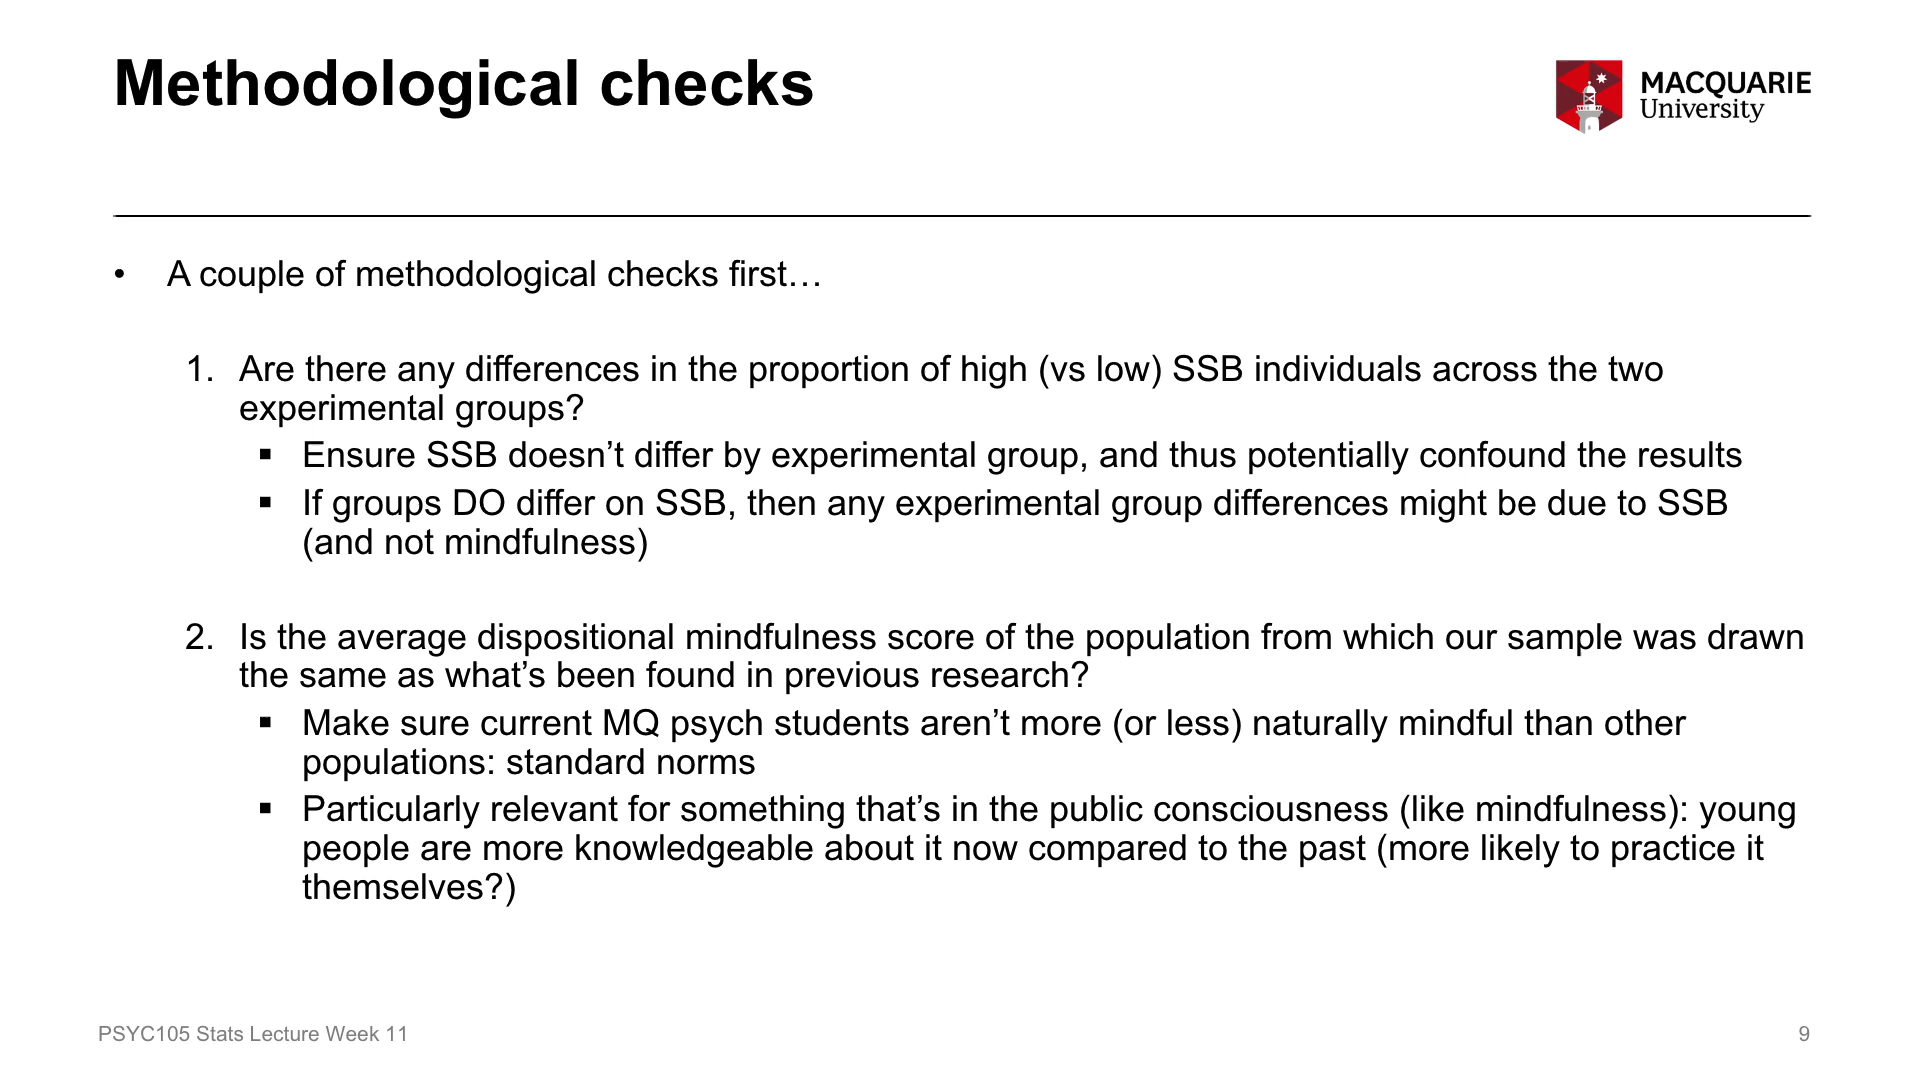 Methodological checks
MACQUARIE
University
• A couple of methodological checks first…
1. Are there any differences in the proportion of high (vs low) SSB individuals across the two
experimental groups?
▪ Ensure SSB doesn’t differ by experimental group, and thus potentially confound the results
▪ If groups DO differ on SSB, then any experimental group differences might be due to SSB
(and not mindfulness)
2. Is the average dispositional mindfulness score of the population from which our sample was drawn
the same as what’s been found in previous research?
▪ Make sure current MQ psych students aren’t more (or less) naturally mindful than other
populations: standard norms
▪ Particularly relevant for something that’s in the public consciousness (like mindfulness): young
people are more knowledgeable about it now compared to the past (more likely to practice it
themselves?)
PSYC105 Stats Lecture Week 11
9